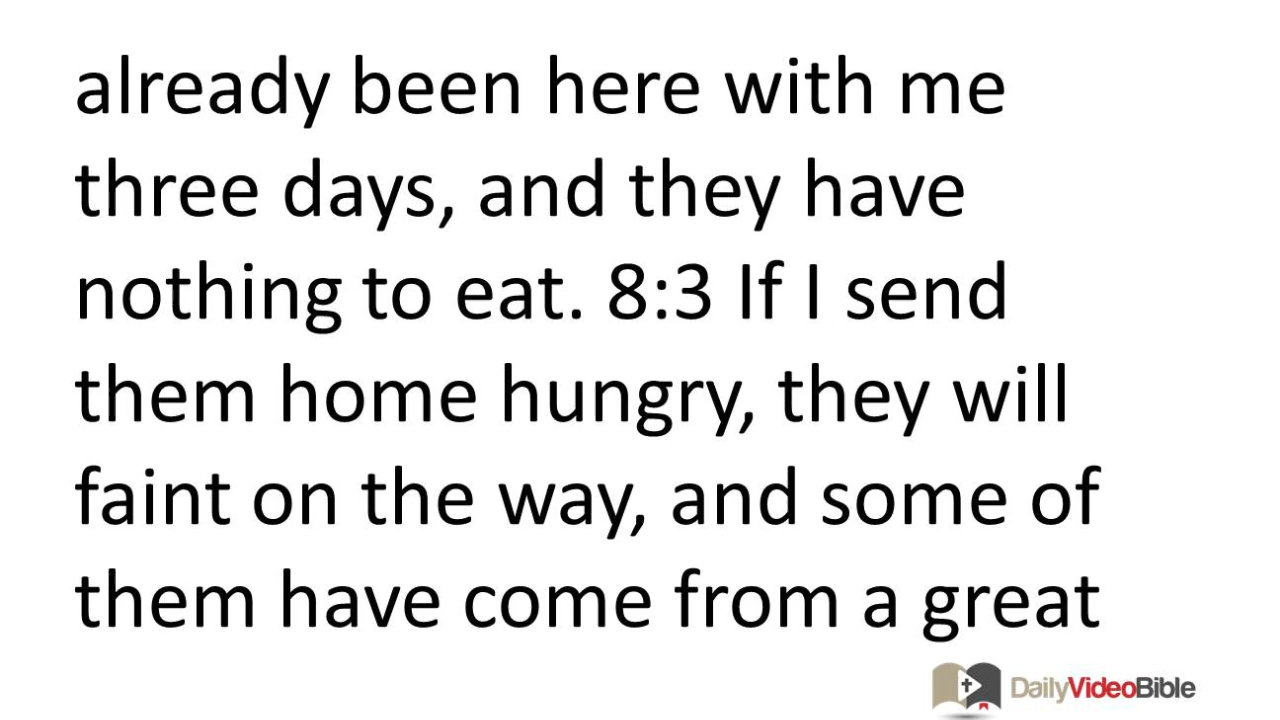 already been here with me
three days, and they have
nothing to eat. 8:3 If I send
them home hungry, they will
faint on the way, and some of
them have come from a great
DailyVideoBible